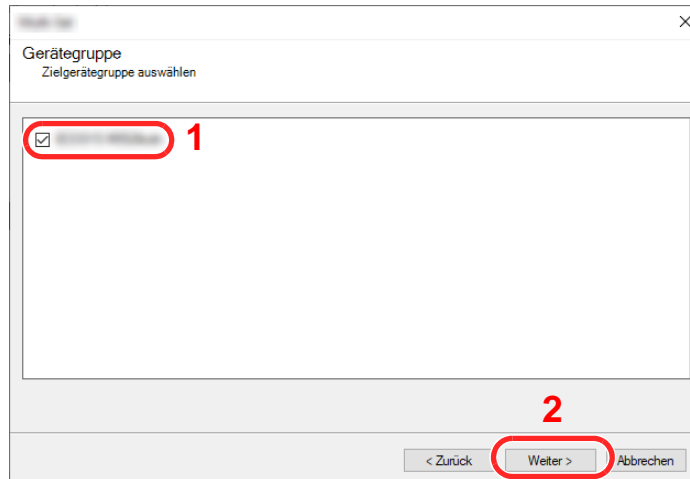 Gerätegruppe
Zielgerätegruppe auswählen
1
2
< Zurück
Weiter >
Abbrechen